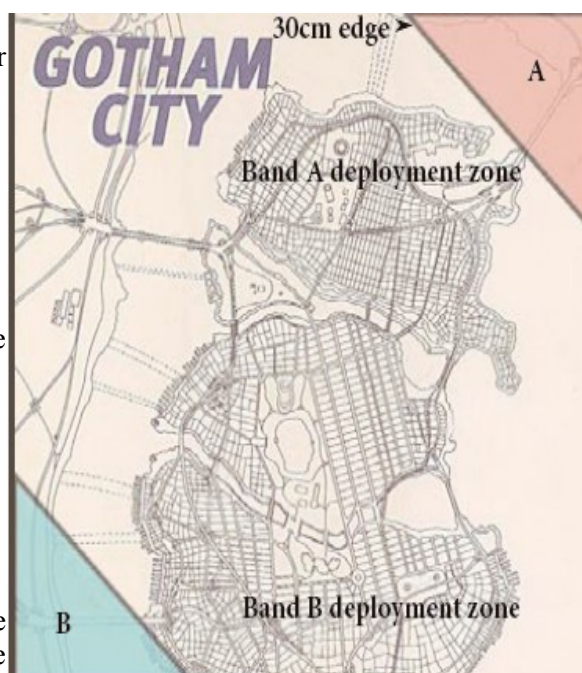 30cm edge
GOTHAM
CITY
A
Band A deployment zone
B
Band B deployment zone